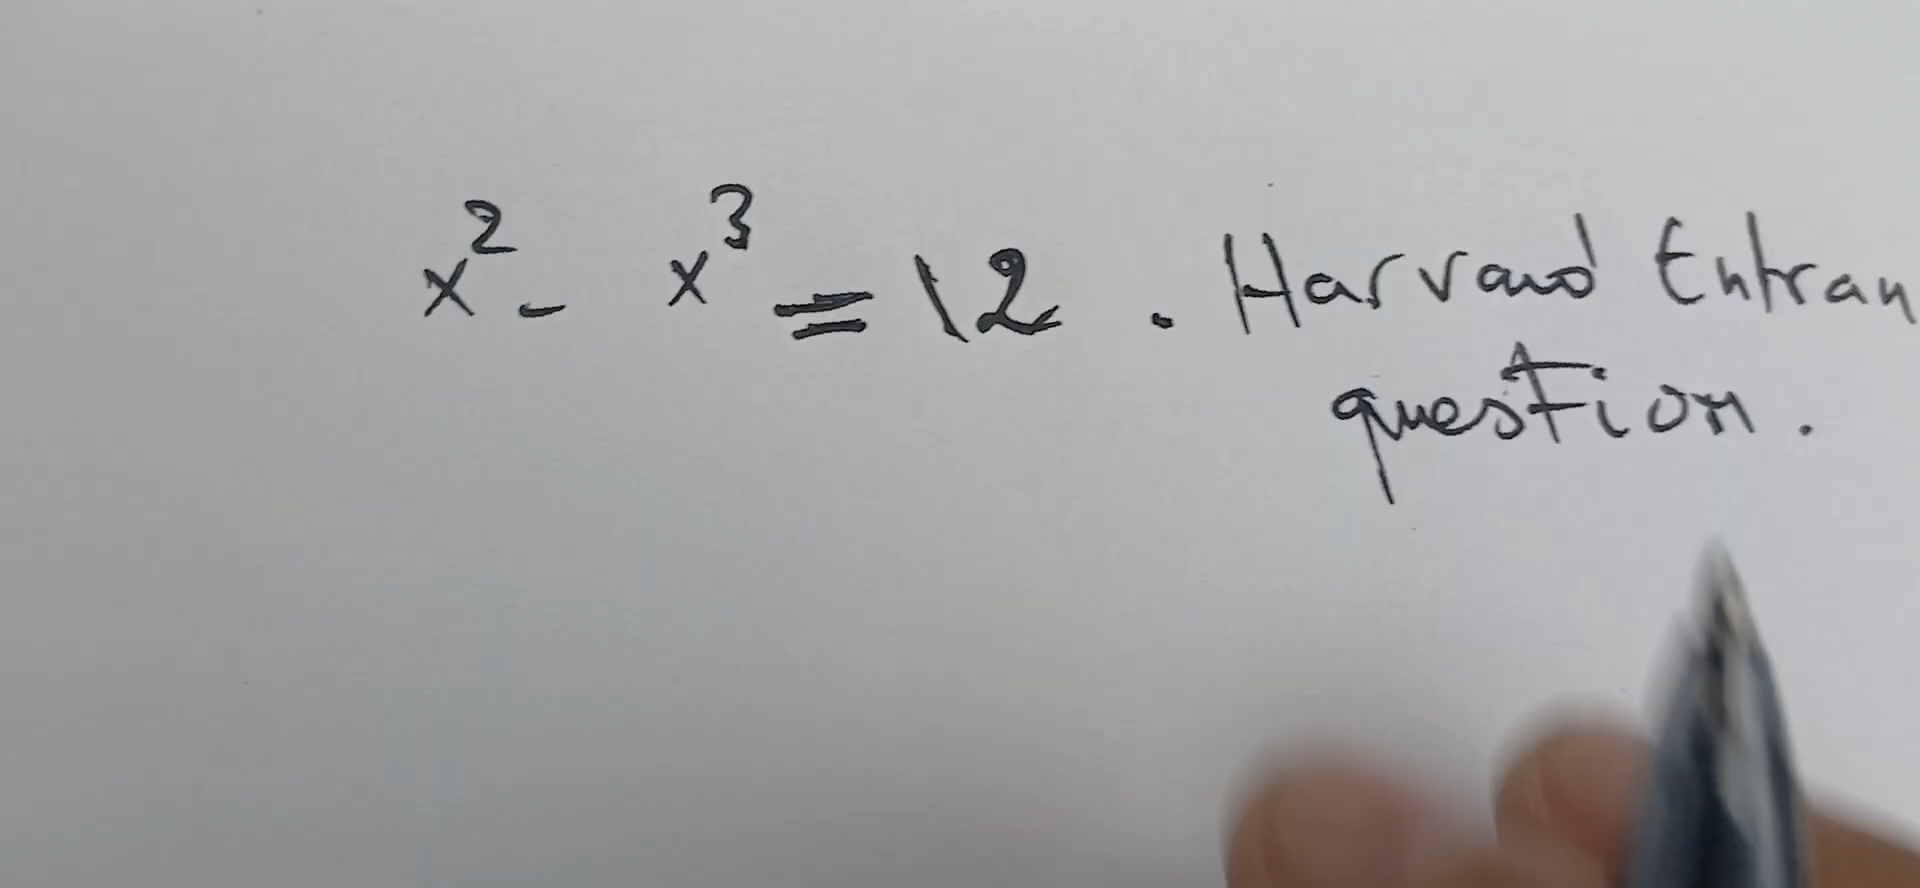 x² - x³ = 12 . Harvard Entran
question.